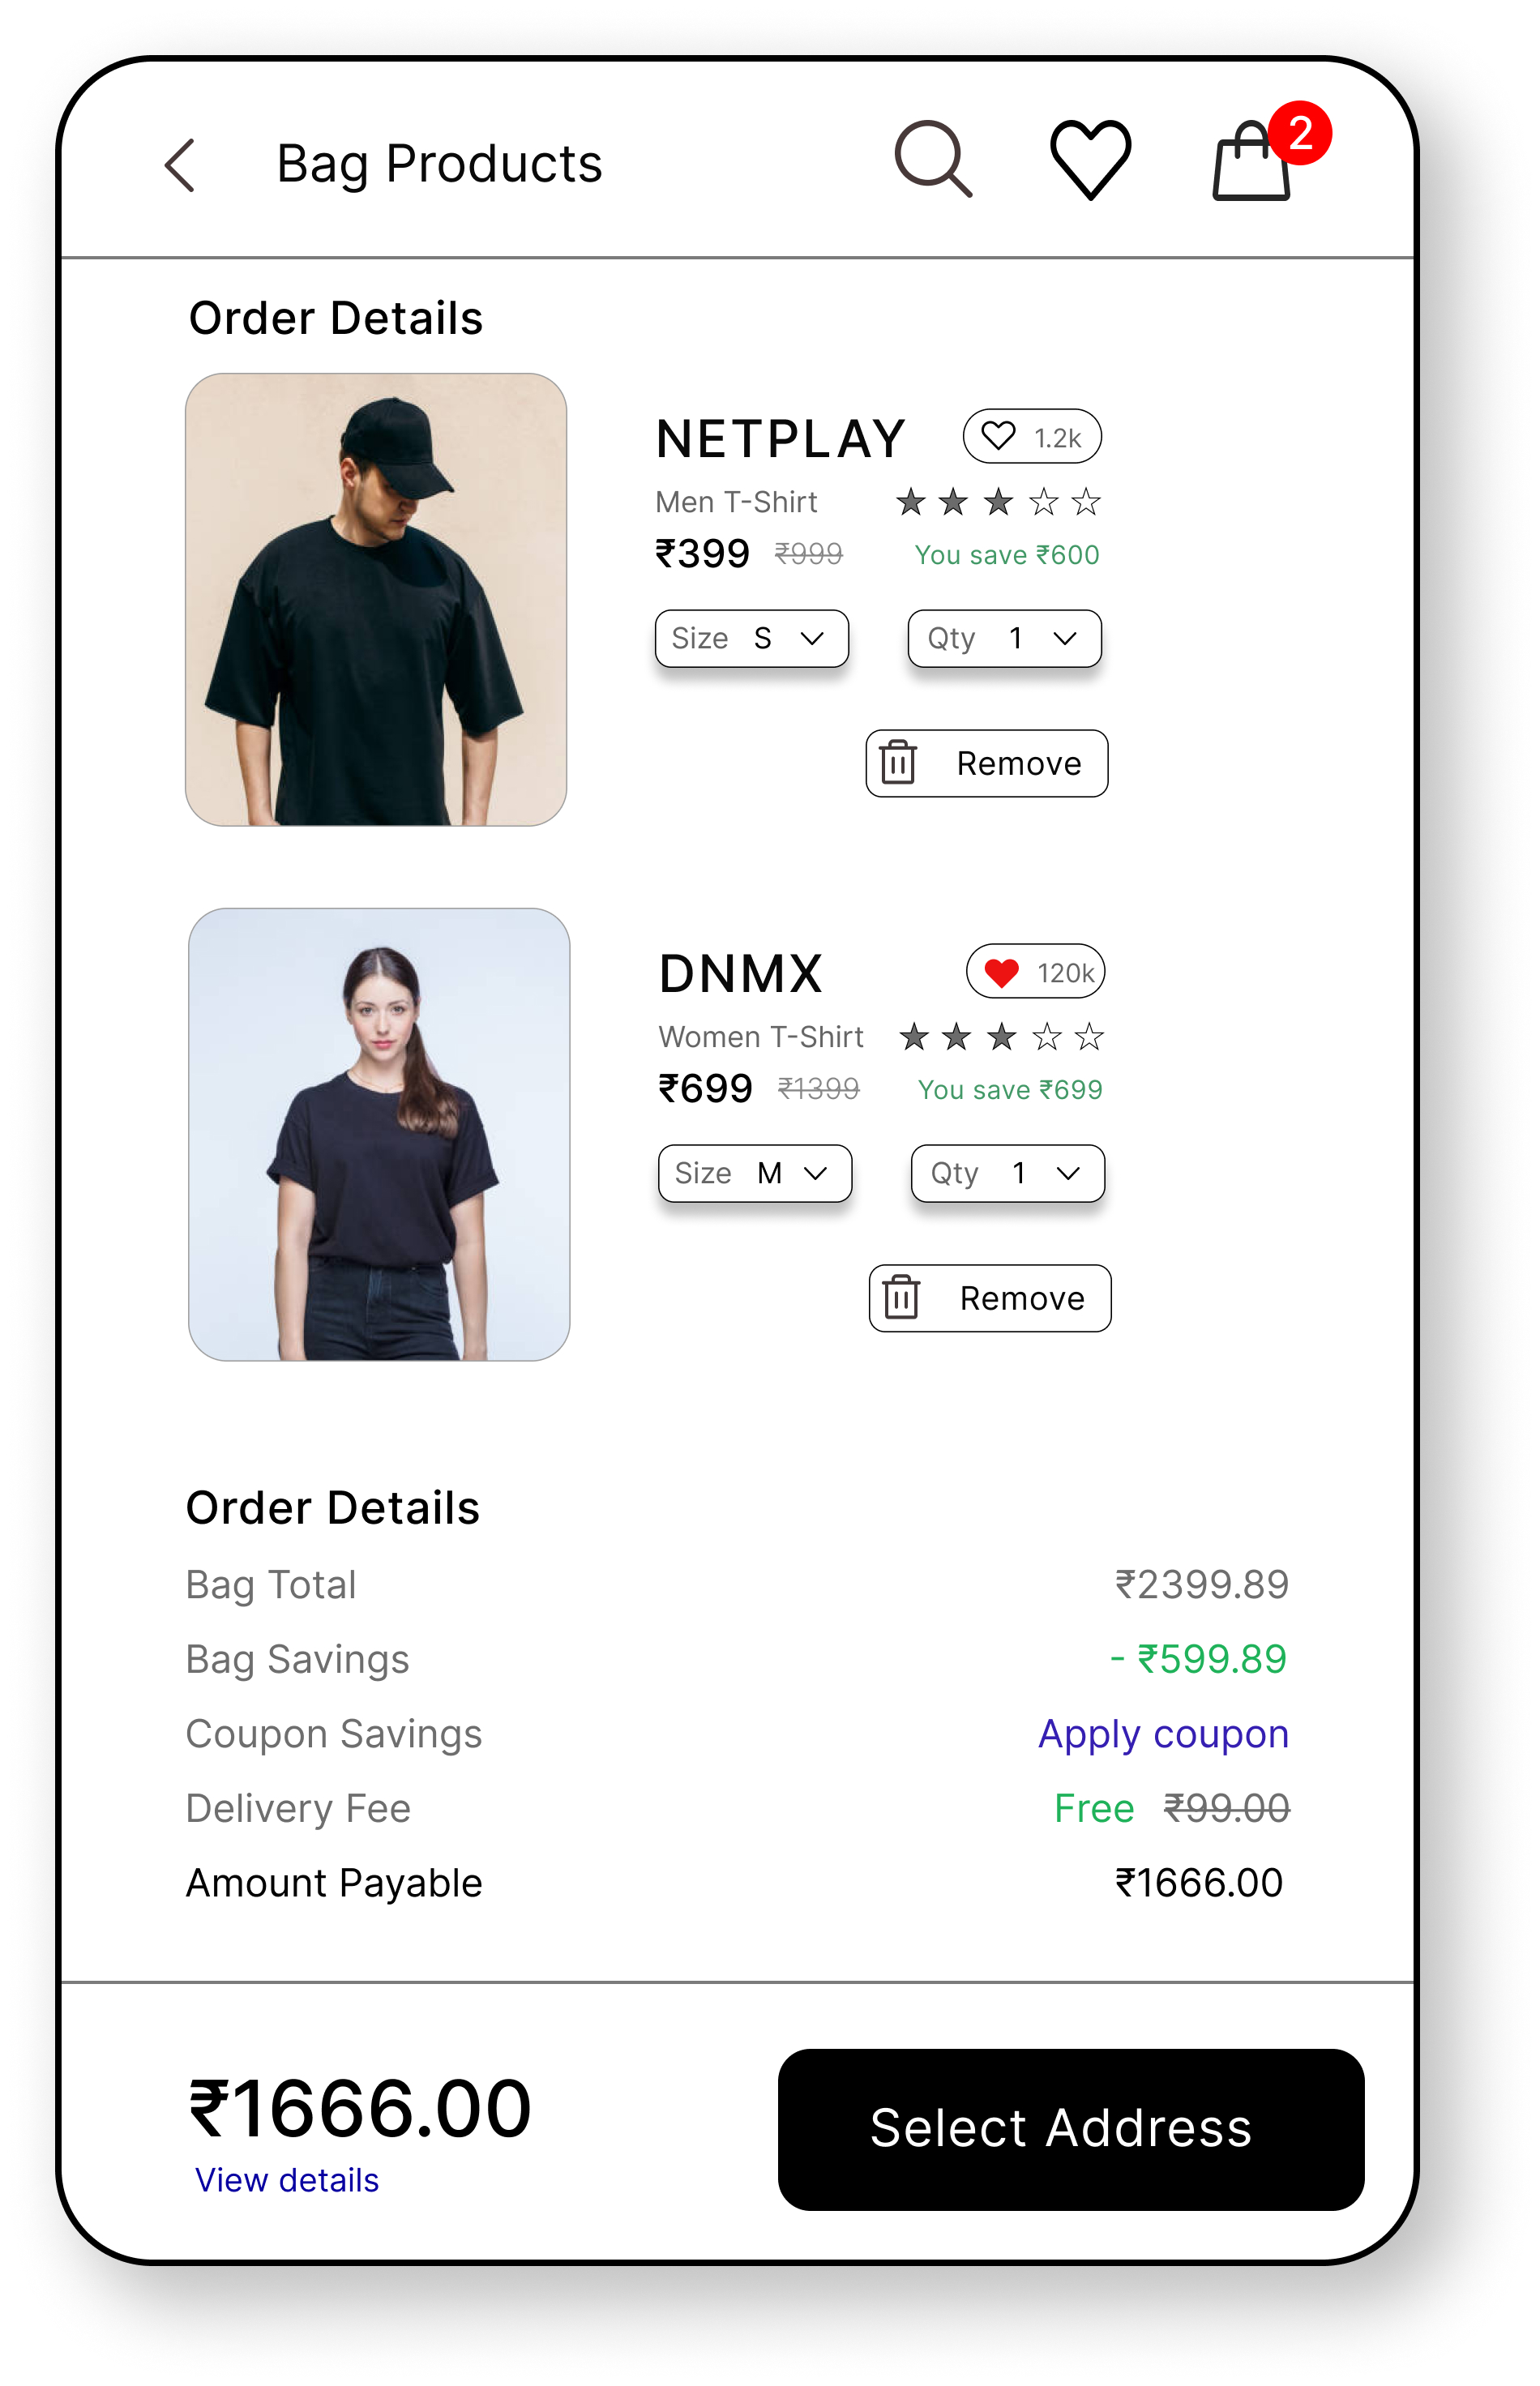 Bag Products
2
Order Details
NETPLAY 1.2k
Men T-Shirt
₹399 ₹999 You save ₹600
Size S Qty 1
Remove
DNMX 120k
Women T-Shirt
₹699 ₹1399 You save ₹699
Size M Qty 1
Remove
Order Details
Bag Total ₹2399.89
Bag Savings - ₹599.89
Coupon Savings Apply coupon
Delivery Fee Free ₹99.00
Amount Payable ₹1666.00
₹1666.00
View details
Select Address